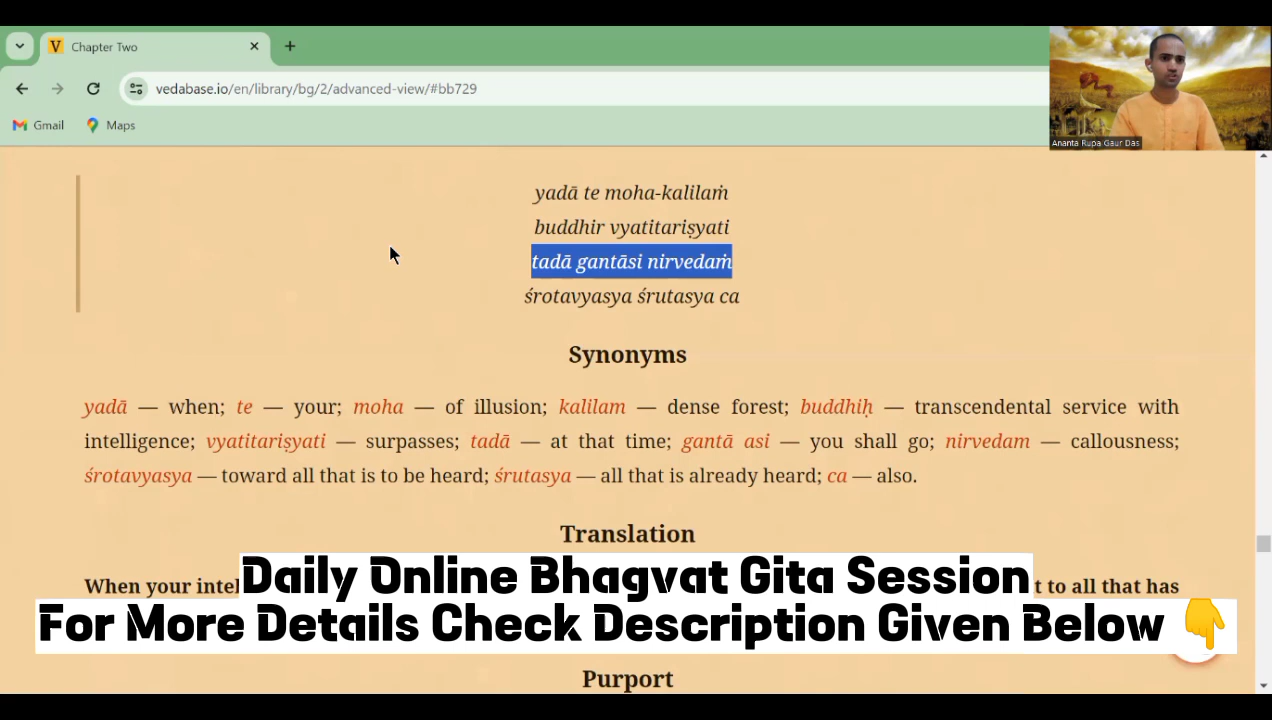 Chapter Two
vedabase.io/en/library/bg/2/advanced-view/#bb729
Gmail Maps
Ananta Rupa Gaur Das
yadā te moha-kalilaṁ
buddhir vyatitariṣyati
tadā gantāsi nirvedaṁ
śrotavyasya śrutasya ca
Synonyms
yadā — when; te — your; moha — of illusion; kalilam — dense forest; buddhiḥ — transcendental service with
intelligence; vyatitariṣyati — surpasses; tadā — at that time; gantā asi — you shall go; nirvedam — callousness;
śrotavyasya — toward all that is to be heard; śrutasya — all that is already heard; ca — also.
Translation
When your t to all that has
Daily Online Bhagvat Gita Session
For More Details Check Description Given Below 👇
Purport